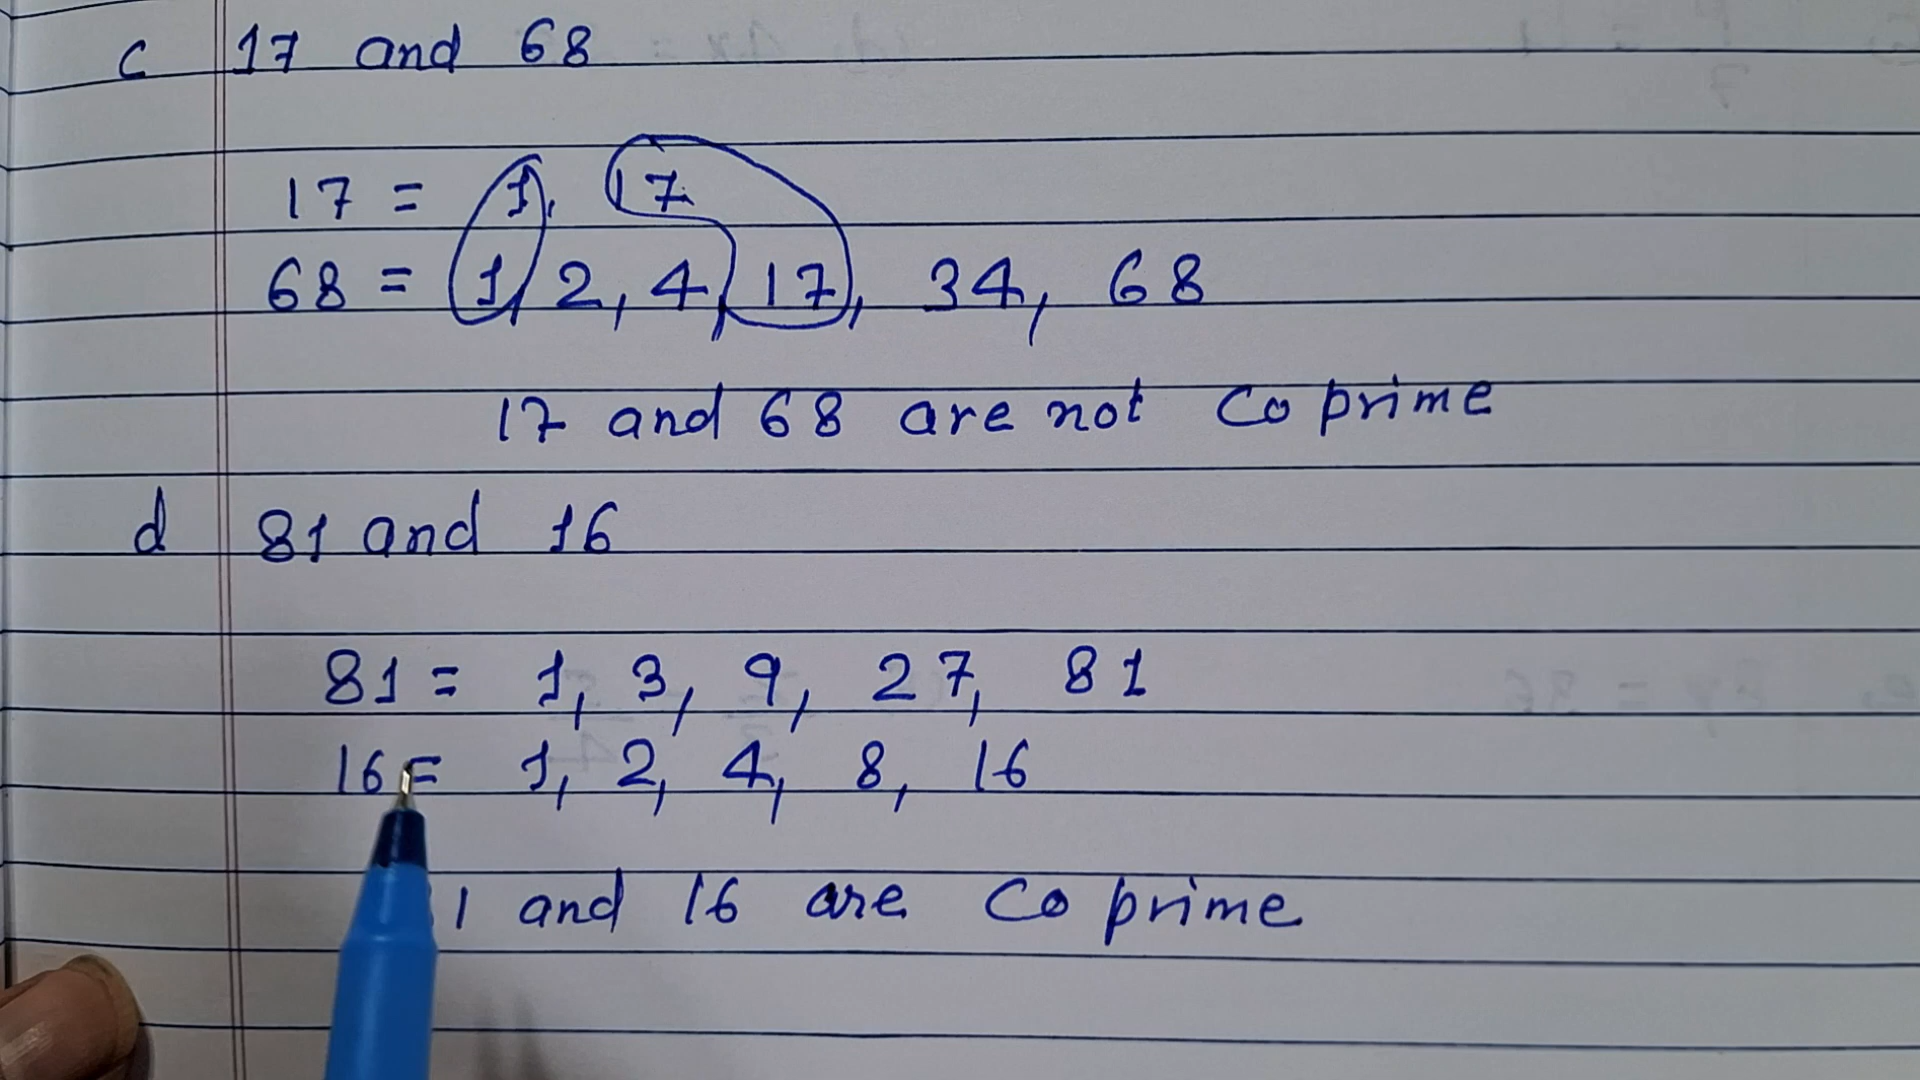 c 17 and 68
17 = 1, 17
68 = 1, 2, 4, 17, 34, 68
17 and 68 are not Co prime
d 81 and 16
81 = 1, 3, 9, 27, 81
16 = 1, 2, 4, 8, 16
1 and 16 are Co prime